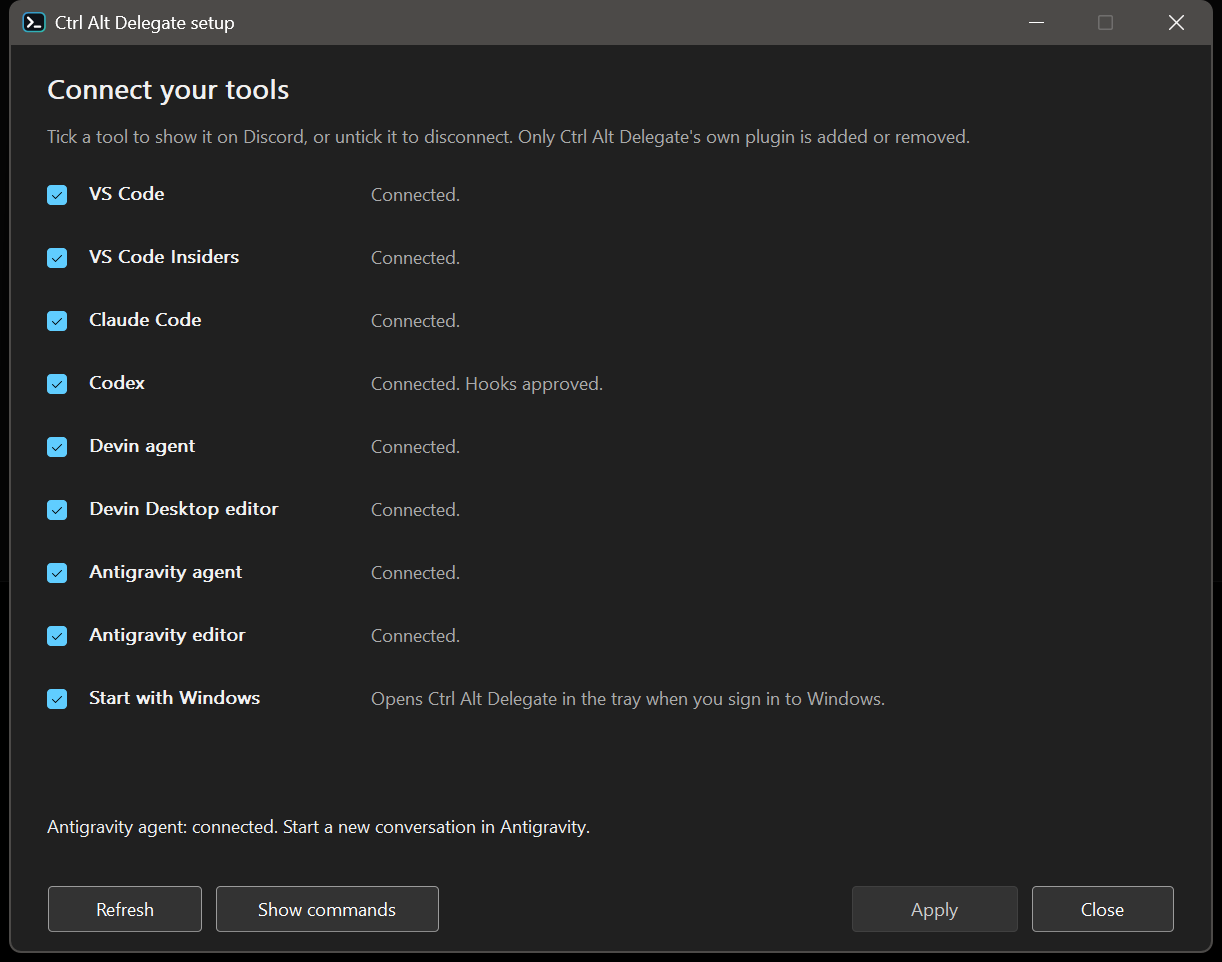 Ctrl Alt Delegate setup
Connect your tools
Tick a tool to show it on Discord, or untick it to disconnect. Only Ctrl Alt Delegate's own plugin is added or removed.
VS Code Connected.
VS Code Insiders Connected.
Claude Code Connected.
Codex Connected. Hooks approved.
Devin agent Connected.
Devin Desktop editor Connected.
Antigravity agent Connected.
Antigravity editor Connected.
Start with Windows Opens Ctrl Alt Delegate in the tray when you sign in to Windows.
Antigravity agent: connected. Start a new conversation in Antigravity.
Refresh Show commands Apply Close